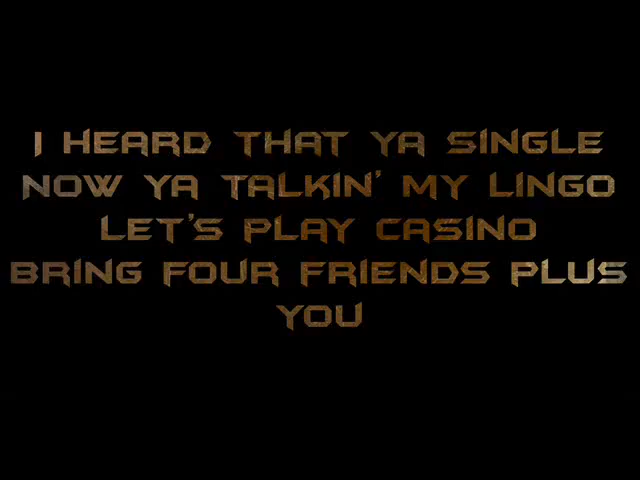 I HEARD THAT YA SINGLE
NOW YA TALKIN' MY LINGO
LET'S PLAY CASINO
BRING FOUR FRIENDS PLUS
YOU